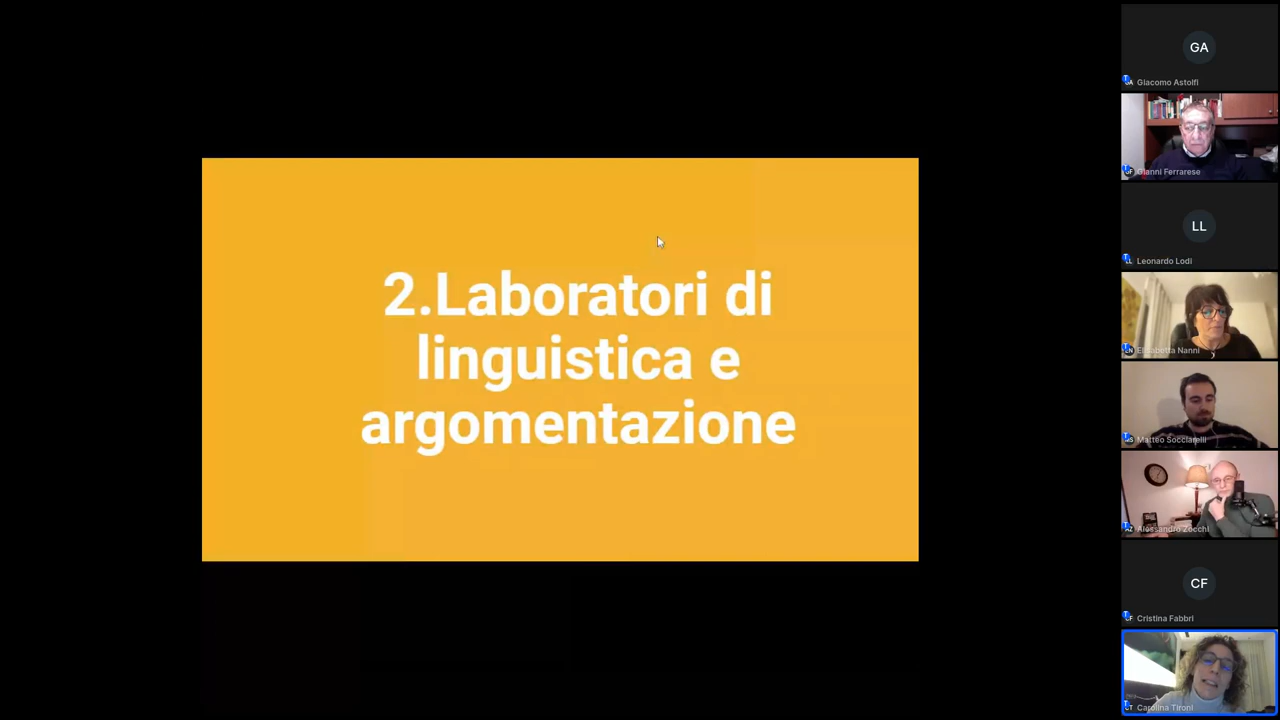 2.Laboratori di
linguistica e
argomentazione
GA
Giacomo Astolfi
Gianni Ferrarese
LL
Leonardo Lodi
Elisabetta Nanni
Matteo Socciarelli
Alessandro Zocchi
CF
Cristina Fabbri
Carolina Tironi